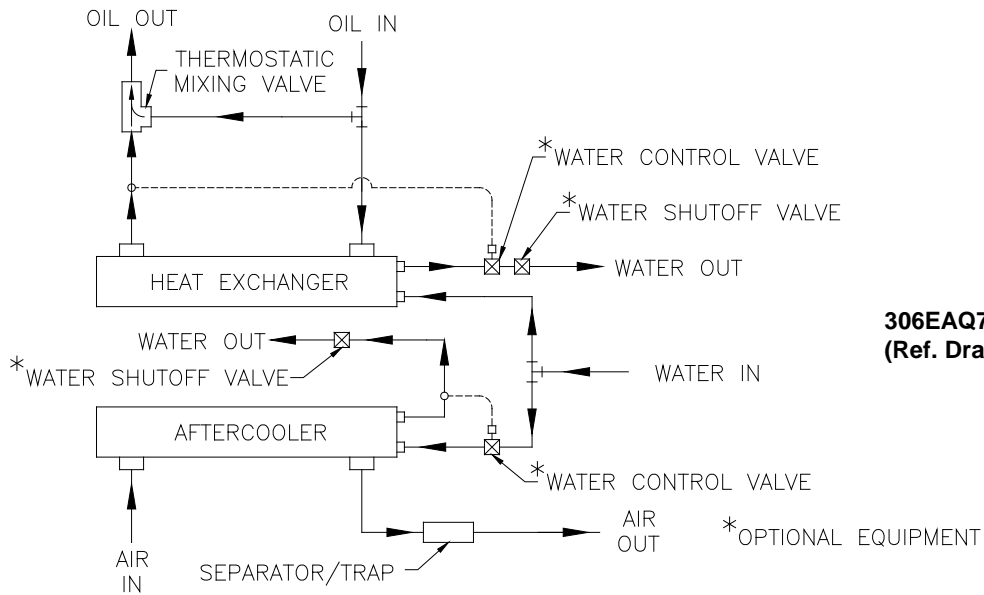 OIL OUT
OIL IN
THERMOSTATIC
MIXING VALVE
*WATER CONTROL VALVE
*WATER SHUTOFF VALVE
HEAT EXCHANGER
WATER OUT
WATER OUT
*WATER SHUTOFF VALVE
WATER IN
AFTERCOOLER
*WATER CONTROL VALVE
AIR
IN
SEPARATOR/TRAP
AIR
OUT
*OPTIONAL EQUIPMENT
306EAQ7
(Ref. Dra